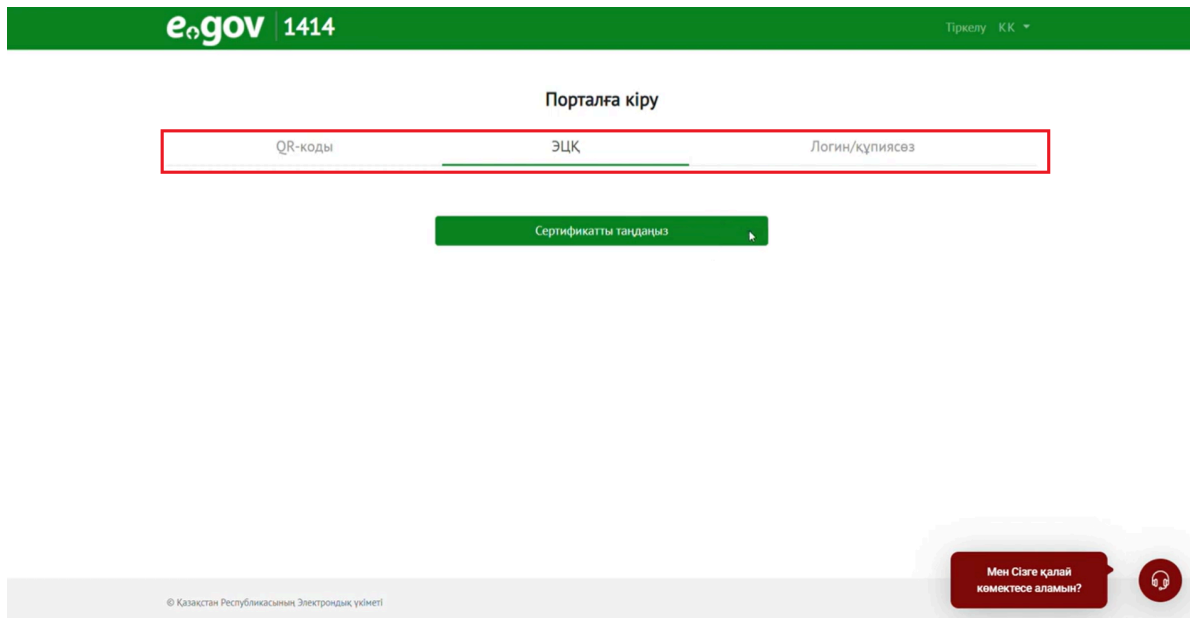 egov 1414
Тіркелу KK
Порталға кіру
QR-коды ЭЦҚ Логин/құпиясөз
Сертификатты таңдаңыз
Мен Сізге қалай
көмектесе аламын?
© Қазақстан Республикасының Электрондық үкіметі